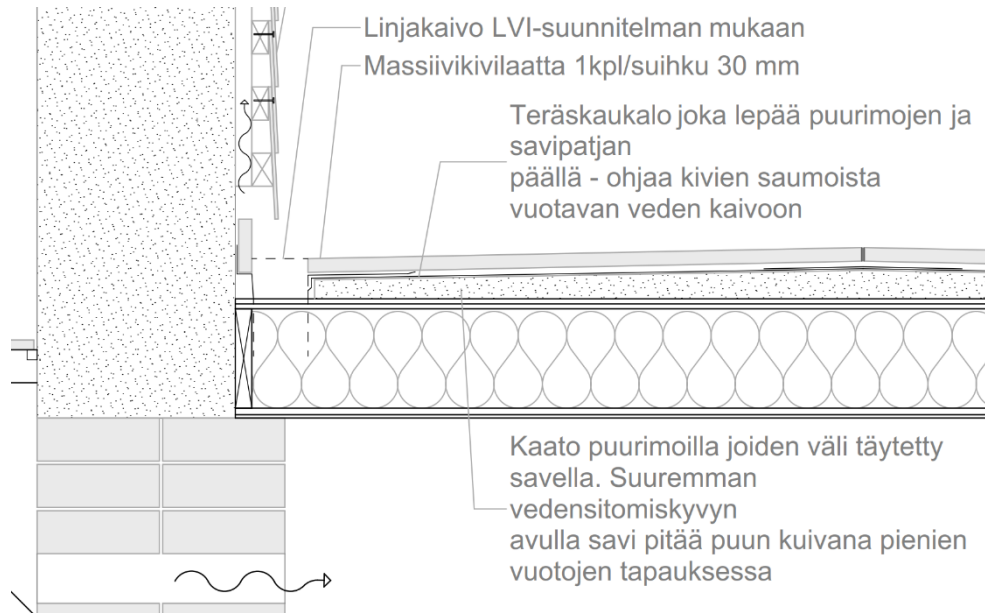 Linjakaivo LVI-suunnitelman mukaan
Massiivikivilaatta 1kpl/suihku 30 mm
Teräskaukalo joka lepää puurimojen ja
savipatjan
päällä - ohjaa kivien saumoista
vuotavan veden kaivoon
Kaato puurimoilla joiden väli täytetty
savella. Suuremman
vedensitomiskyvyn
avulla savi pitää puun kuivana pienien
vuotojen tapauksessa